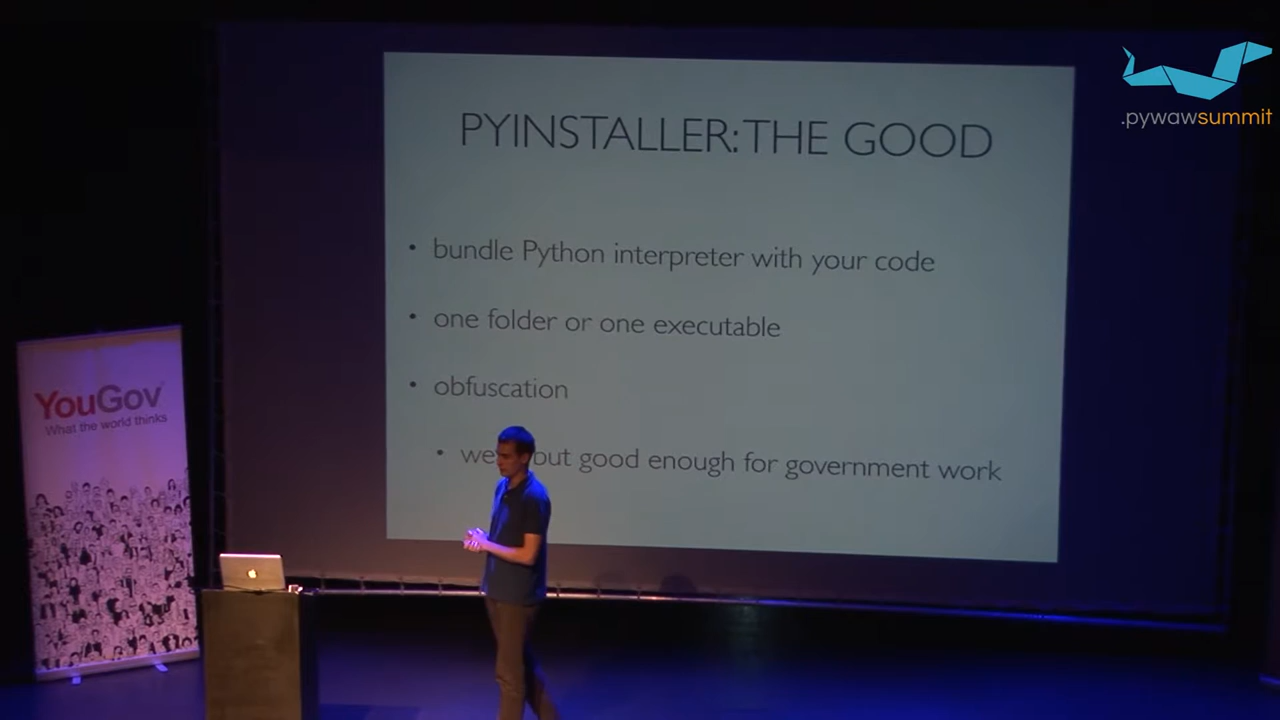 .pywawsummit
PYINSTALLER: THE GOOD
• bundle Python interpreter with your code
• one folder or one executable
• obfuscation
• but good enough for government work
YouGov
What the world thinks